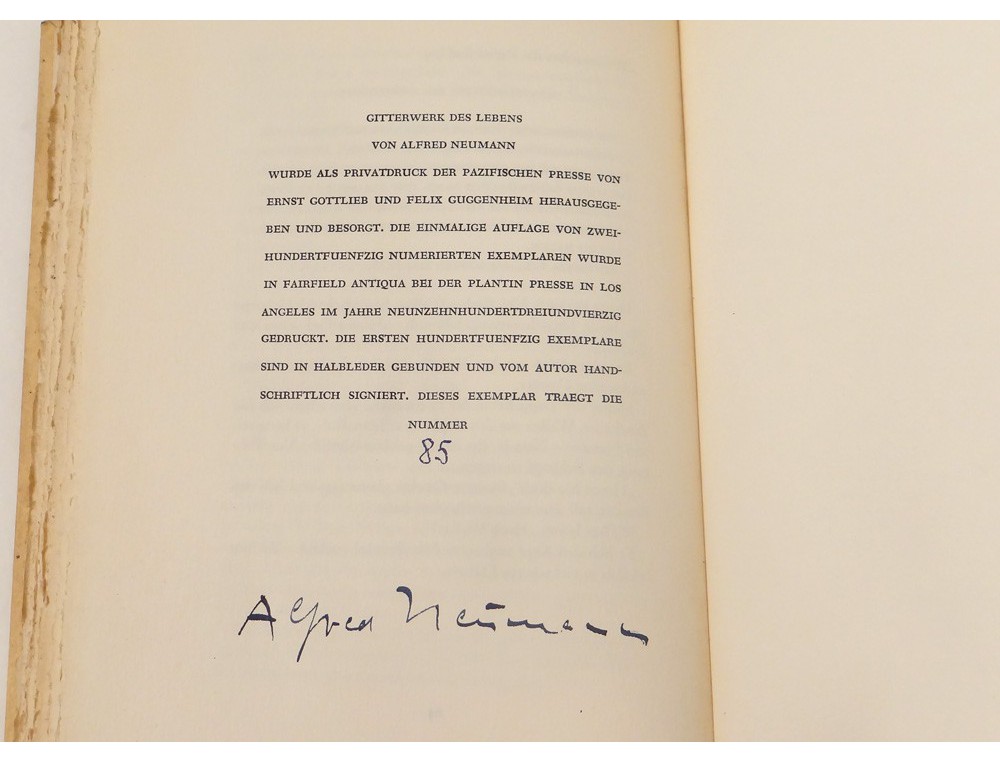 GITTERWERK DES LEBENS
VON ALFRED NEUMANN
WURDE ALS PRIVATDRUCK DER PAZIFISCHEN PRESSE VON
ERNST GOTTLIEB UND FELIX GUGGENHEIM HERAUSGEGE-
BEN UND BESORGT. DIE EINMALIGE AUFLAGE VON ZWEI-
HUNDERTFUENFZIG NUMERIERTEN EXEMPLAREN WURDE
IN FAIRFIELD ANTIQUA BEI DER PLANTIN PRESSE IN LOS
ANGELES IM JAHRE NEUNZEHNHUNDERTDREIUNDVIERZIG
GEDRUCKT. DIE ERSTEN HUNDERTFUENFZIG EXEMPLARE
SIND IN HALBLEDER GEBUNDEN UND VOM AUTOR HAND-
SCHRIFTLICH SIGNIERT. DIESES EXEMPLAR TRAEGT DIE
NUMMER
85
Alfred Neumann